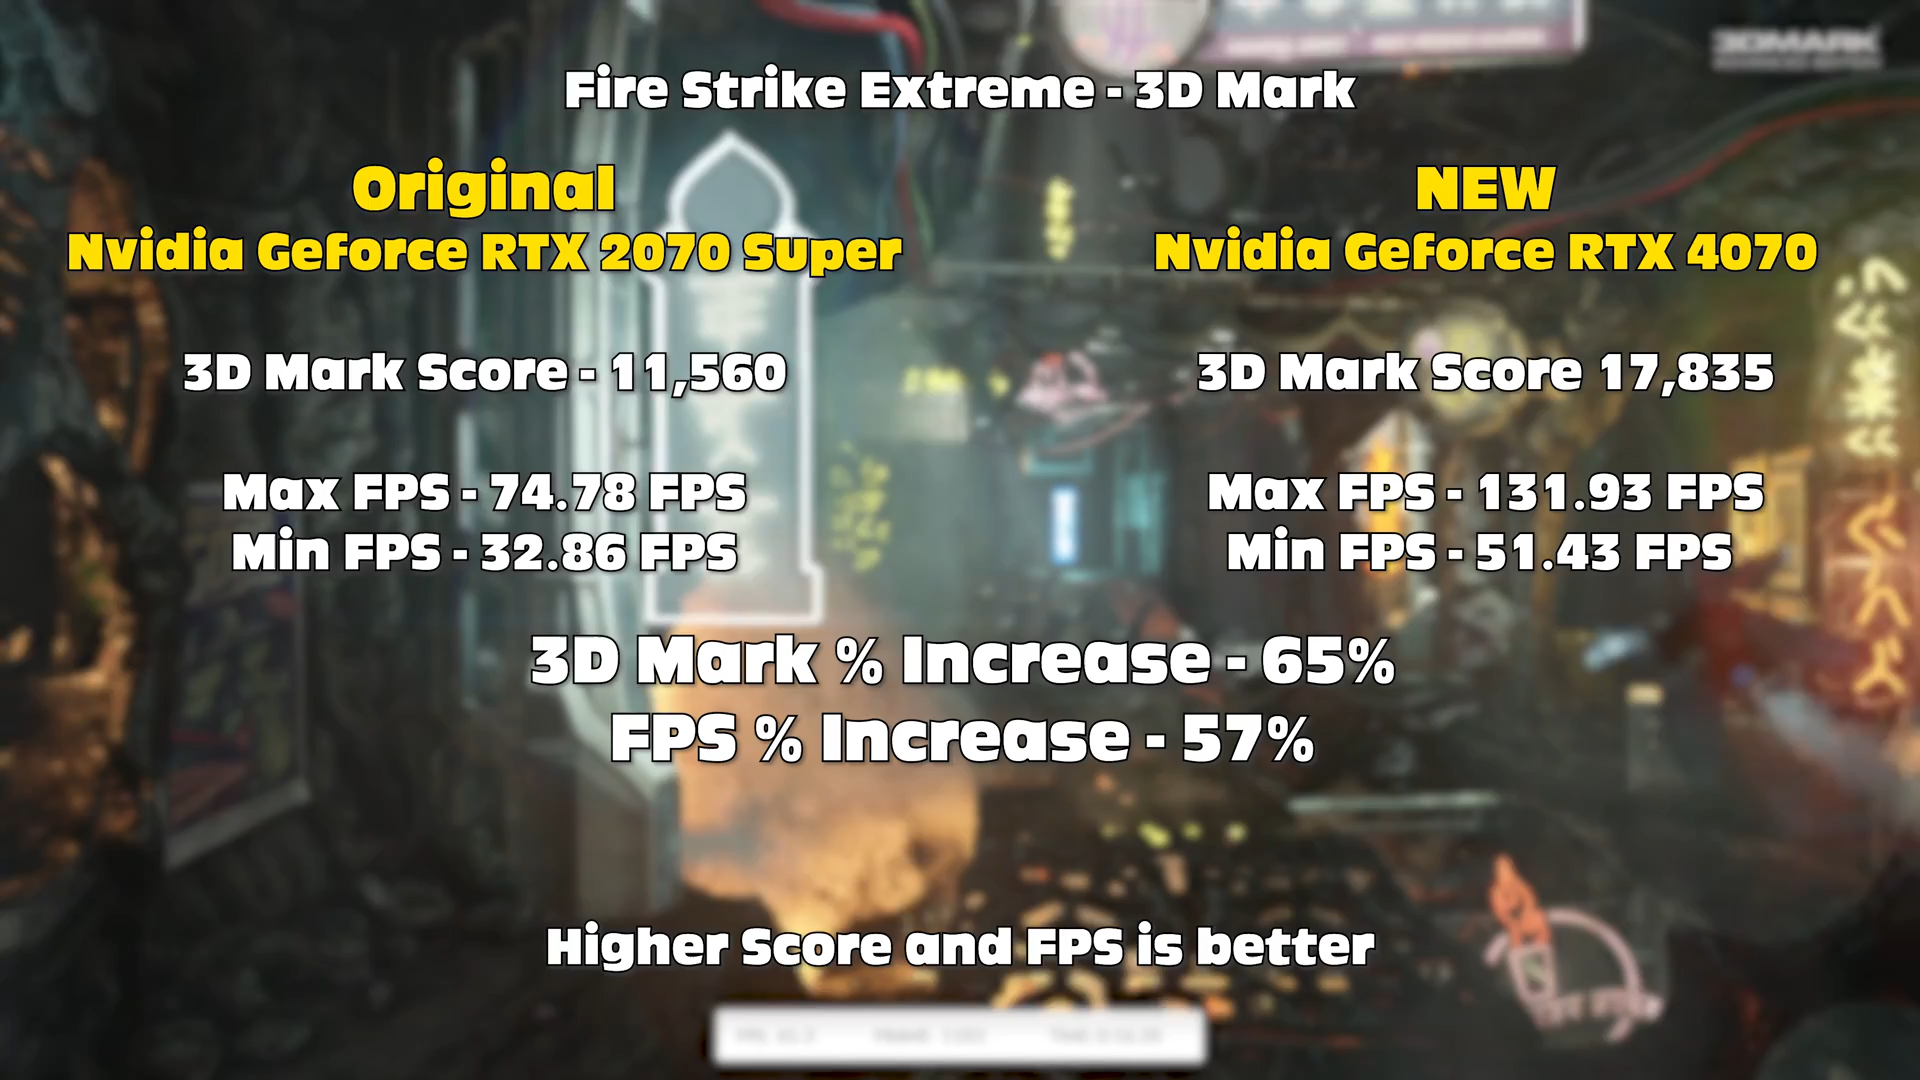 3DMARK
Fire Strike Extreme - 3D Mark
Original
Nvidia GeForce RTX 2070 Super
3D Mark Score - 11,560
Max FPS - 74.78 FPS
Min FPS - 32.86 FPS
NEW
Nvidia GeForce RTX 4070
3D Mark Score 17,835
Max FPS - 131.93 FPS
Min FPS - 51.43 FPS
3D Mark % Increase - 65%
FPS % Increase - 57%
Higher Score and FPS is better